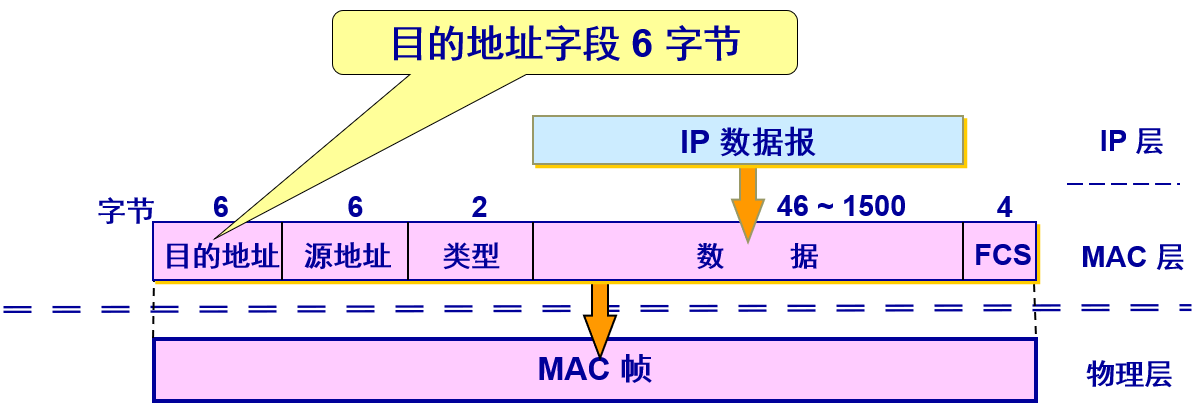 目的地址字段 6 字节
IP 数据报
IP 层
字节 6 6 2 46 ~ 1500 4
目的地址 源地址 类型 数 据 FCS MAC 层
MAC 帧
物理层